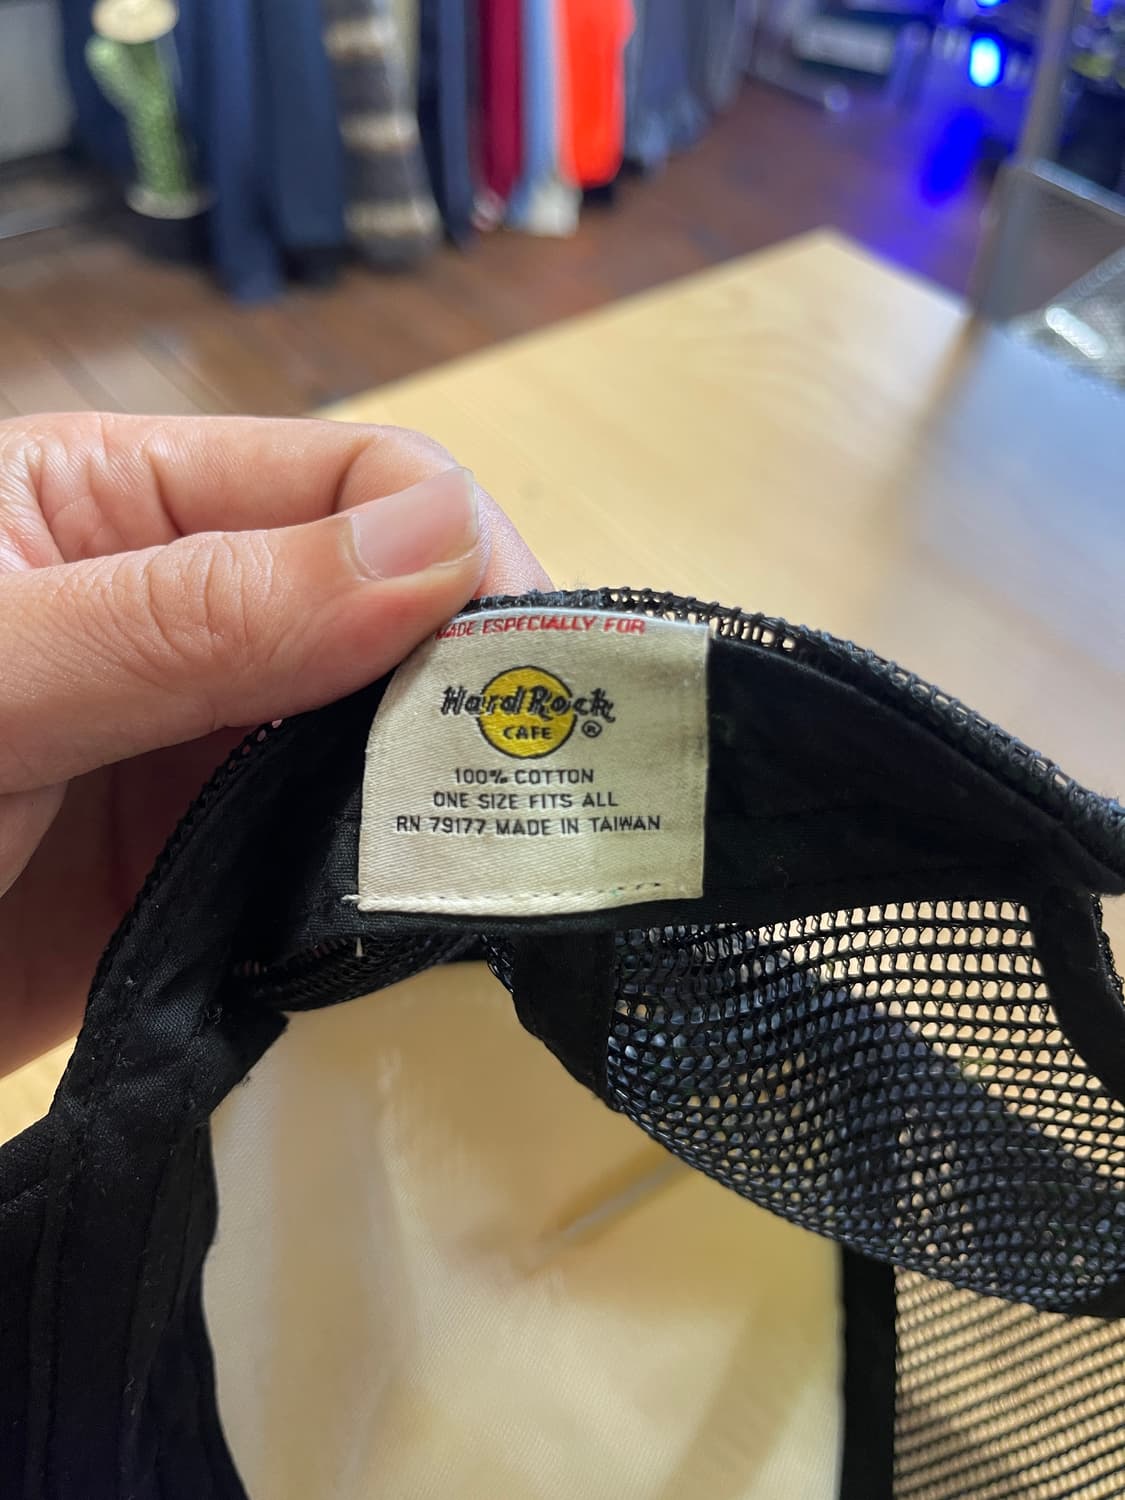 MADE ESPECIALLY FOR
Hard Rock
CAFE ®
100% COTTON
ONE SIZE FITS ALL
RN 79177 MADE IN TAIWAN